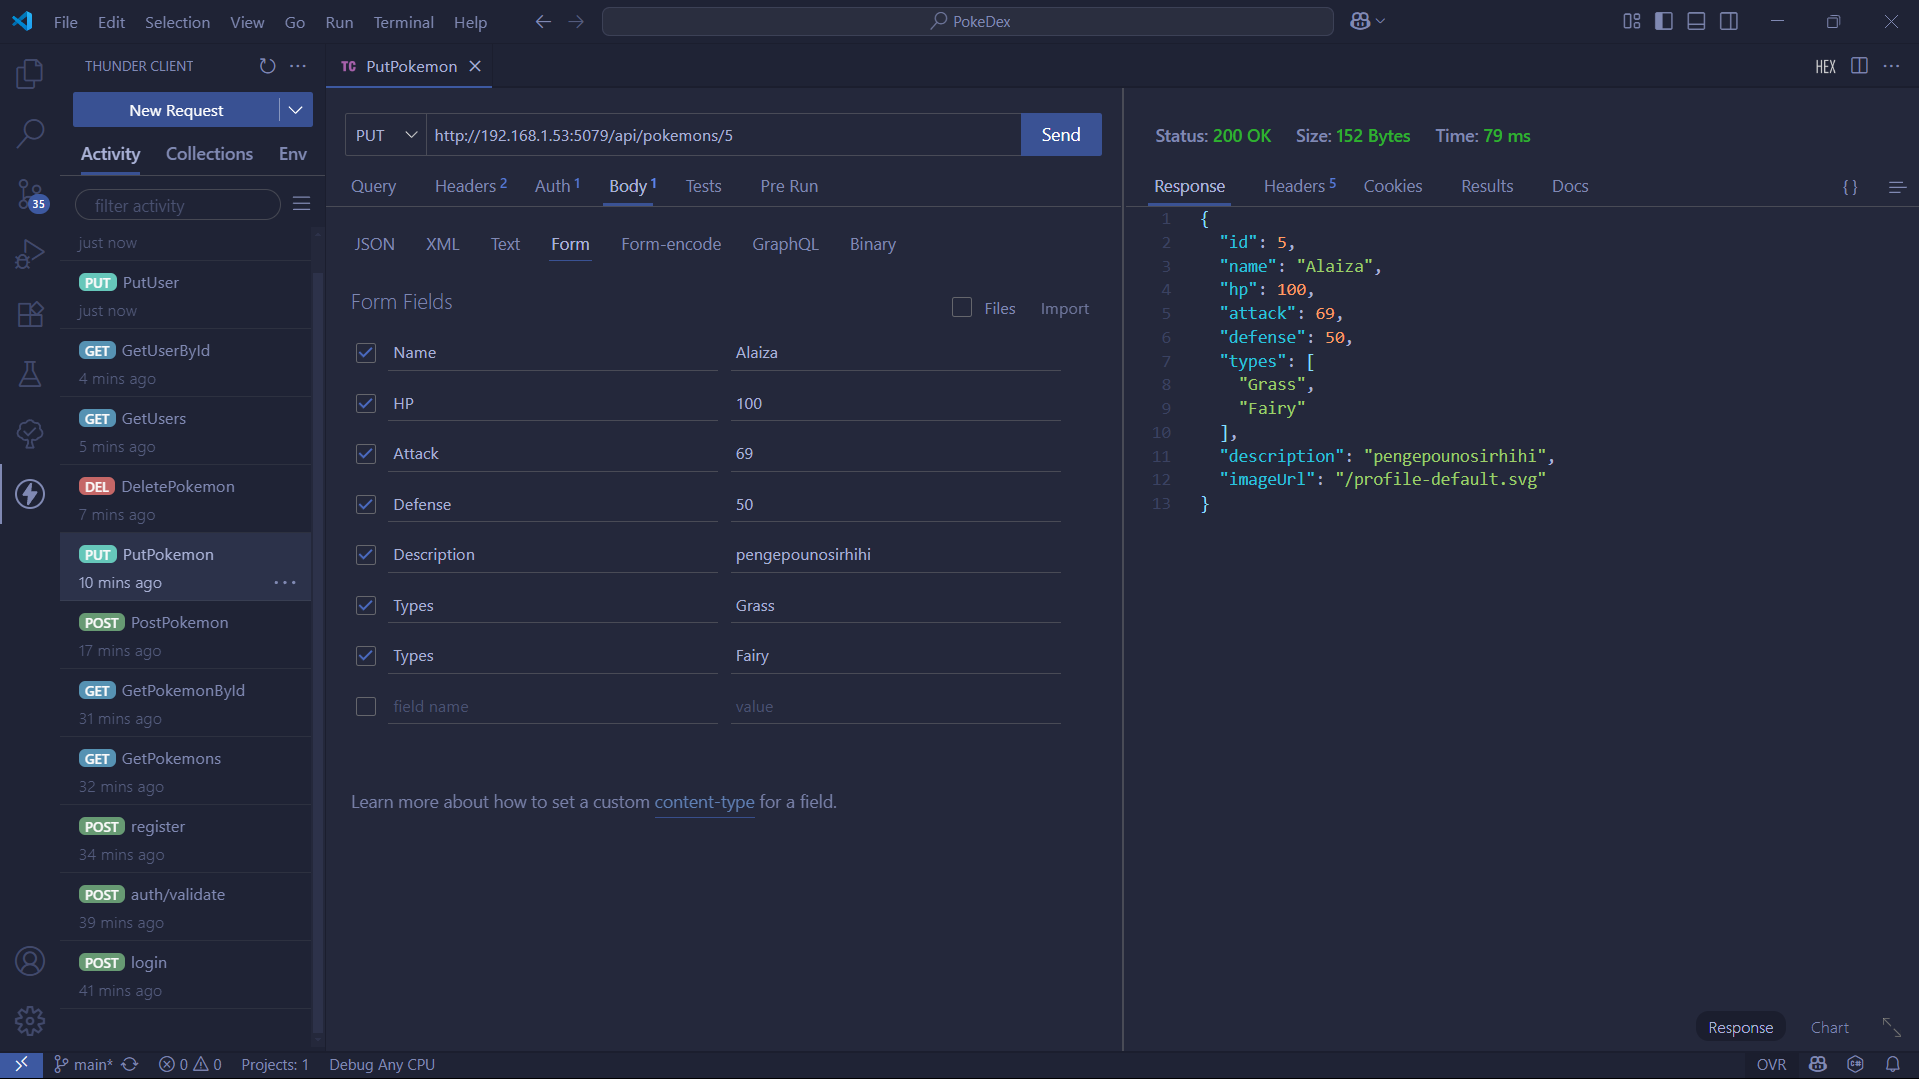 File Edit Selection View Go Run Terminal Help
PokeDex
THUNDER CLIENT
New Request
Activity Collections Env
filter activity
just now
PUT PutUser
just now
GET GetUserById
4 mins ago
GET GetUsers
5 mins ago
DEL DeletePokemon
7 mins ago
PUT PutPokemon
10 mins ago
POST PostPokemon
17 mins ago
GET GetPokemonById
31 mins ago
GET GetPokemons
32 mins ago
POST register
34 mins ago
POST auth/validate
39 mins ago
POST login
41 mins ago
35
TC PutPokemon
HEX
PUT http://192.168.1.53:5079/api/pokemons/5 Send
Query Headers 2 Auth 1 Body 1 Tests Pre Run
JSON XML Text Form Form-encode GraphQL Binary
Form Fields Files Import
Name Alaiza
HP 100
Attack 69
Defense 50
Description pengepounosirhihi
Types Grass
Types Fairy
field name value
Learn more about how to set a custom content-type for a field.
Status: 200 OK Size: 152 Bytes Time: 79 ms
Response Headers 5 Cookies Results Docs { }
1 {
2 "id": 5,
3 "name": "Alaiza",
4 "hp": 100,
5 "attack": 69,
6 "defense": 50,
7 "types": [
8 "Grass",
9 "Fairy"
10 ],
11 "description": "pengepounosirhihi",
12 "imageUrl": "/profile-default.svg"
13 }
Response Chart
main* 0 0 Projects: 1 Debug Any CPU OVR